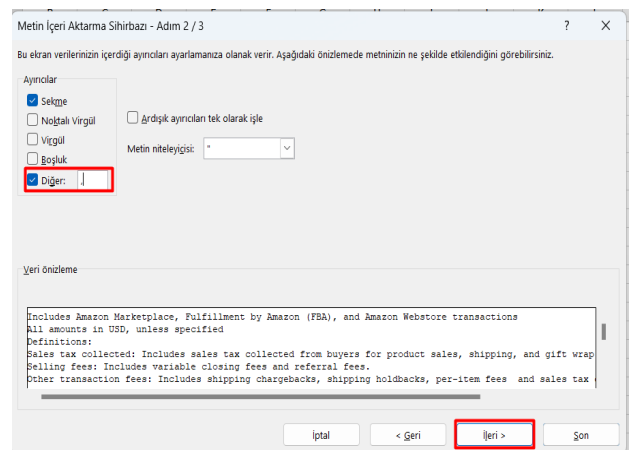 Metin İçeri Aktarma Sihirbazı - Adım 2 / 3
Bu ekran verilerinizin içerdiği ayırıcıları ayarlamanıza olanak verir. Aşağıdaki önizlemede metninizin ne şekilde etkilendiğini görebilirsiniz.
Ayırıcılar
Sekme
Noktalı Virgül
Virgül
Boşluk
Diğer: ,
Ardışık ayırıcıları tek olarak işle
Metin niteleyicisi: "
Veri önizleme
Includes Amazon Marketplace, Fulfillment by Amazon (FBA), and Amazon Webstore transactions
All amounts in USD, unless specified
Definitions:
Sales tax collected: Includes sales tax collected from buyers for product sales, shipping, and gift wrap
Selling fees: Includes variable closing fees and referral fees.
Other transaction fees: Includes shipping chargebacks, shipping holdbacks, per-item fees and sales tax
İptal
< Geri
İleri >
Son